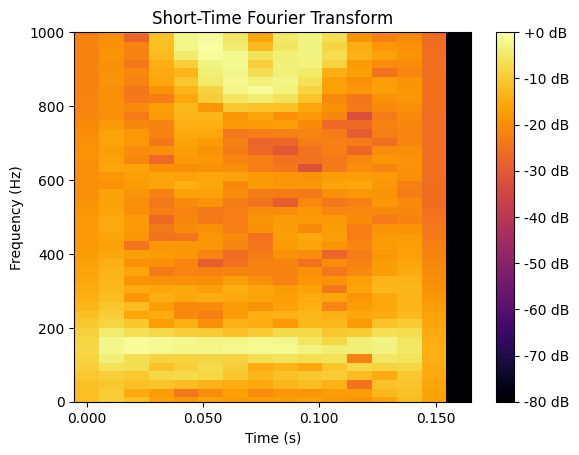 Short-Time Fourier Transform
1000
800
600
400
200
0
Frequency (Hz)
0.000
0.050
0.100
0.150
Time (s)
+0 dB
-10 dB
-20 dB
-30 dB
-40 dB
-50 dB
-60 dB
-70 dB
-80 dB